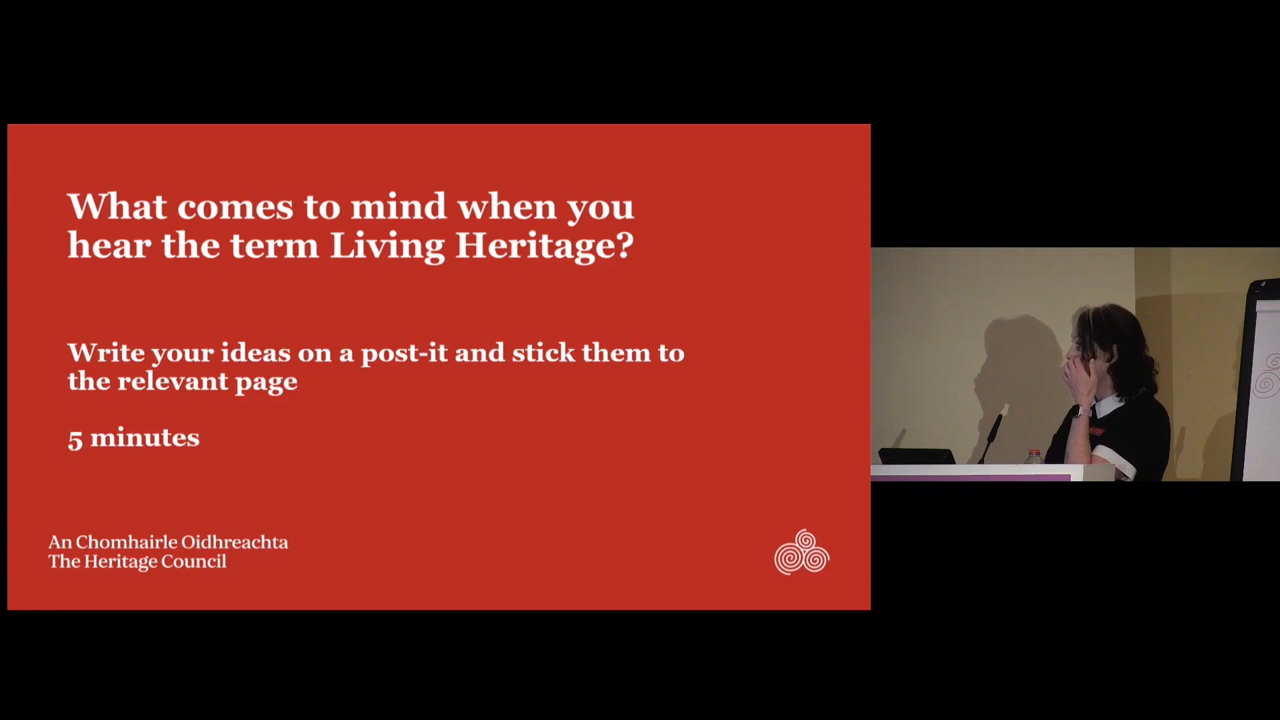 What comes to mind when you
hear the term Living Heritage?
Write your ideas on a post-it and stick them to
the relevant page
5 minutes
An Chomhairle Oidhreachta
The Heritage Council